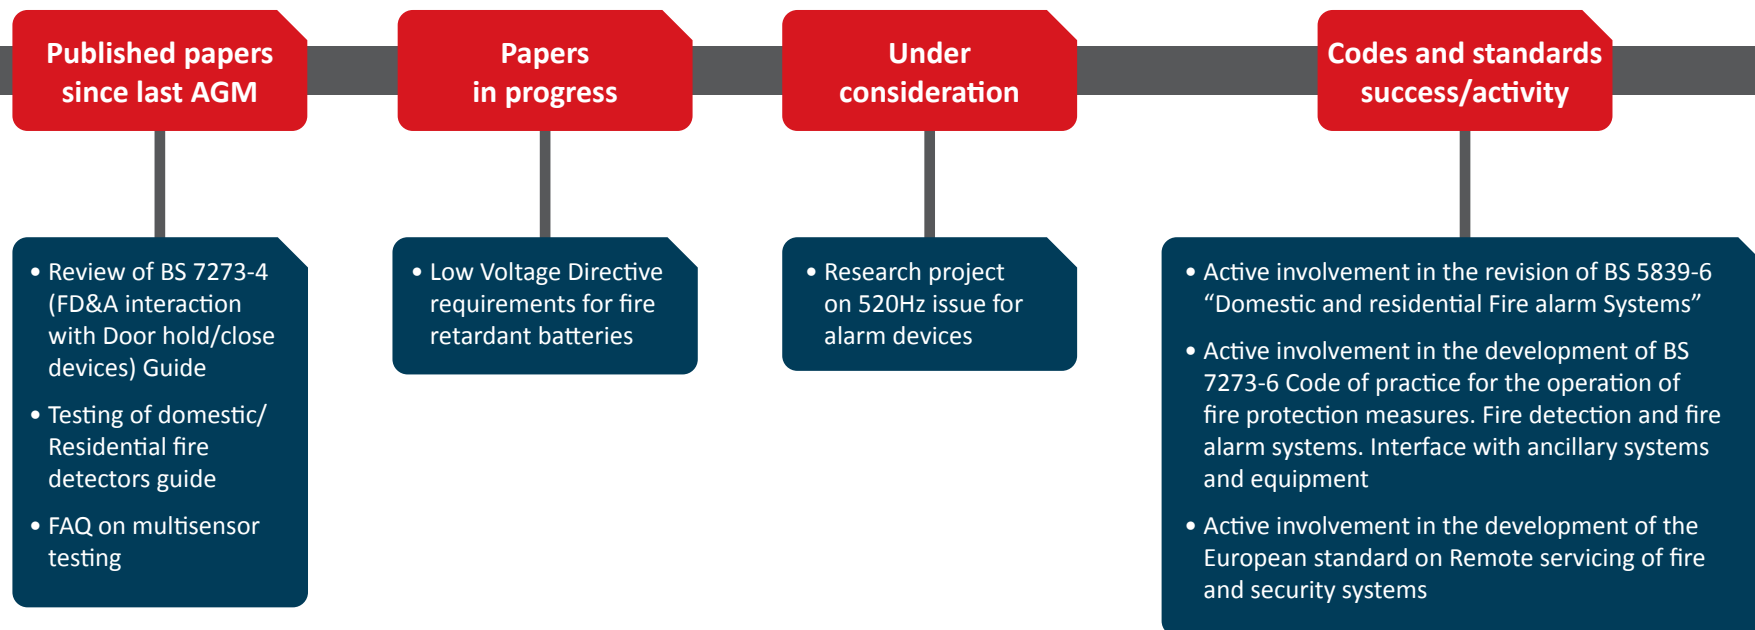 Published papers
since last AGM
Papers
in progress
Under
consideration
Codes and standards
success/activity
• Review of BS 7273-4
(FD&A interaction
with Door hold/close
devices) Guide
• Testing of domestic/
Residential fire
detectors guide
• FAQ on multisensor
testing
• Low Voltage Directive
requirements for fire
retardant batteries
• Research project
on 520Hz issue for
alarm devices
• Active involvement in the revision of BS 5839-6
“Domestic and residential Fire alarm Systems”
• Active involvement in the development of BS
7273-6 Code of practice for the operation of
fire protection measures. Fire detection and fire
alarm systems. Interface with ancillary systems
and equipment
• Active involvement in the development of the
European standard on Remote servicing of fire
and security systems